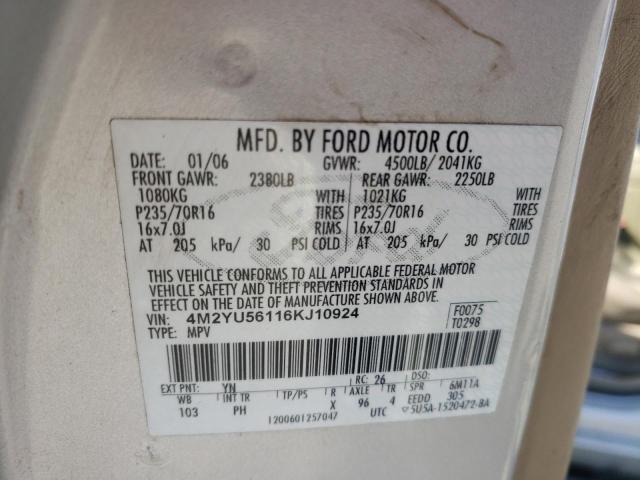 MFD. BY FORD MOTOR CO.
DATE: 01/06 GVWR: 4500LB/ 2041KG
FRONT GAWR: 2380LB REAR GAWR: 2250LB
1080KG WITH 1021KG WITH
P235/70R16 TIRES P235/70R16 TIRES
16x7.0J RIMS 16x7.0J RIMS
AT 205 kPa/ 30 PSI COLD AT 205 kPa/ 30 PSI COLD
THIS VEHICLE CONFORMS TO ALL APPLICABLE FEDERAL MOTOR
VEHICLE SAFETY AND THEFT PREVENTION STANDARDS IN
EFFECT ON THE DATE OF MANUFACTURE SHOWN ABOVE.
VIN: 4M2YU56116KJ10924 F0075
TYPE: MPV T0298
EXT PNT: YN RC: 26 DSO:
WB INT TR TP/PS R AXLE TR SPR 6M11A
103 PH X 96 4 EEDD 305
1200601257047 UTC 5U5A-1520472-BA